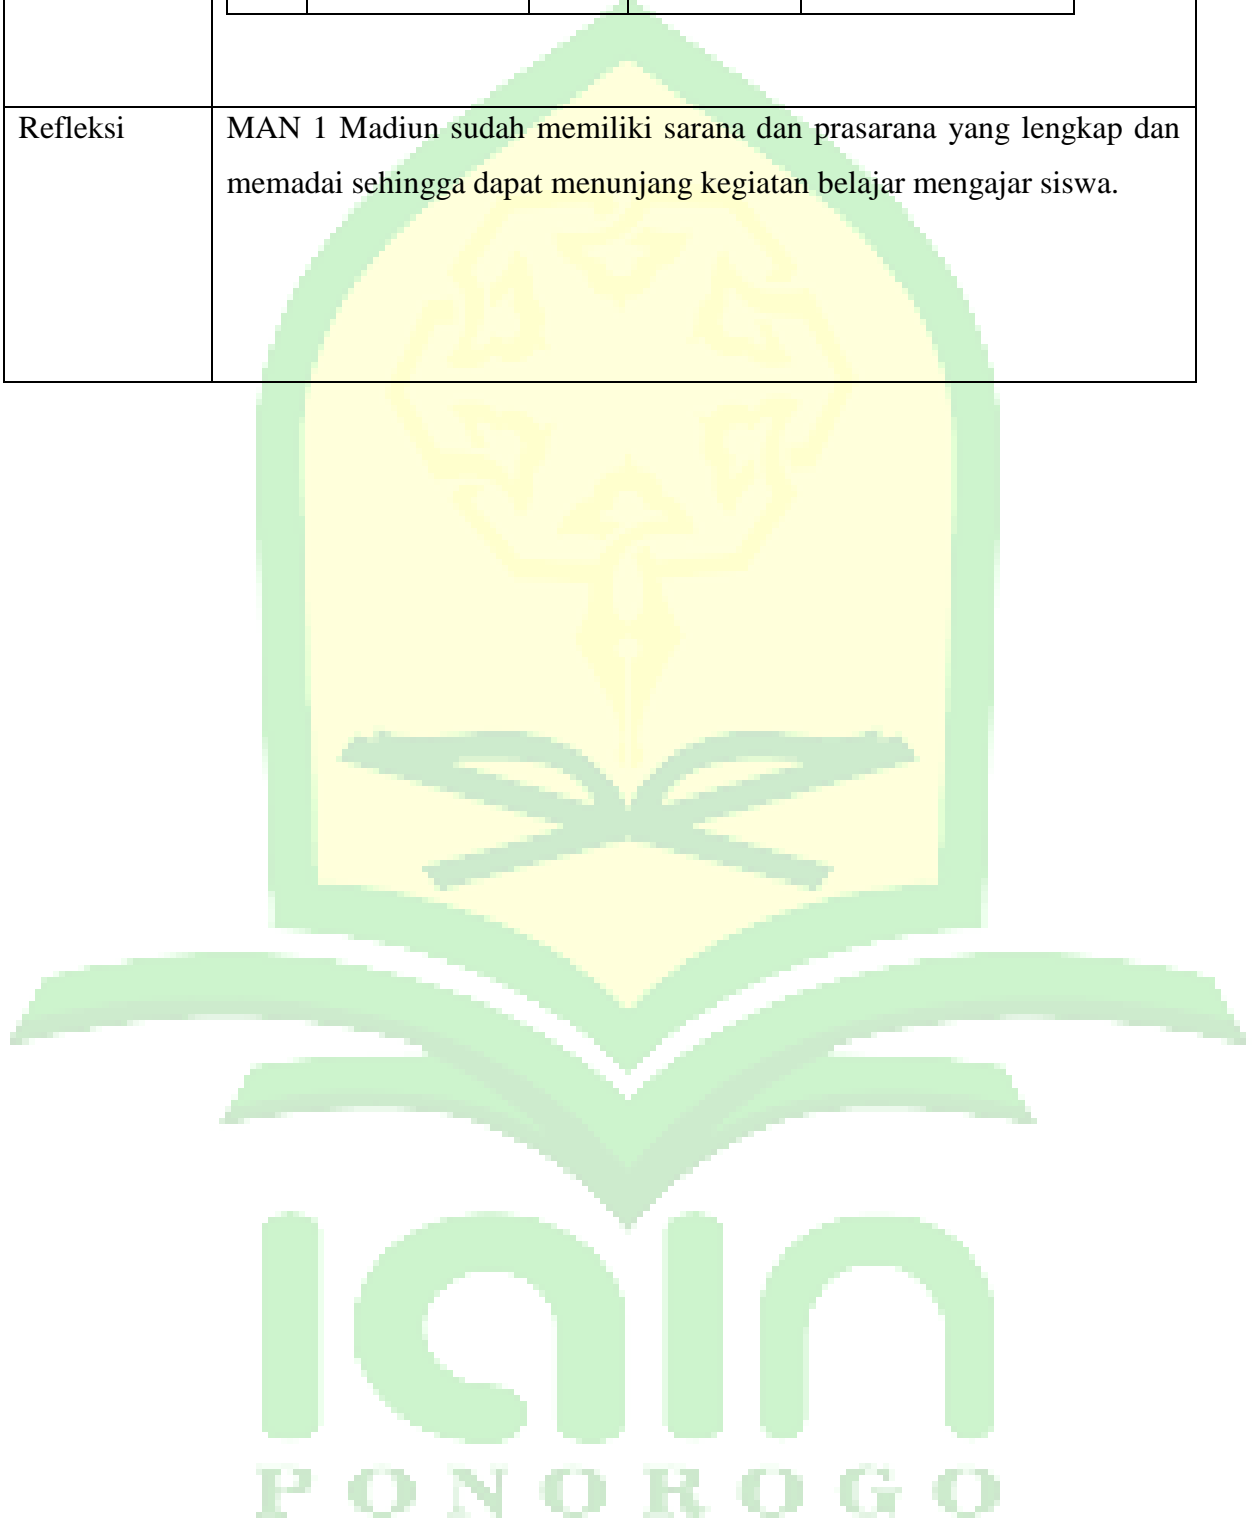 Refleksi
MAN 1 Madiun sudah memiliki sarana dan prasarana yang lengkap dan
memadai sehingga dapat menunjang kegiatan belajar mengajar siswa.
iain
PONOROGO